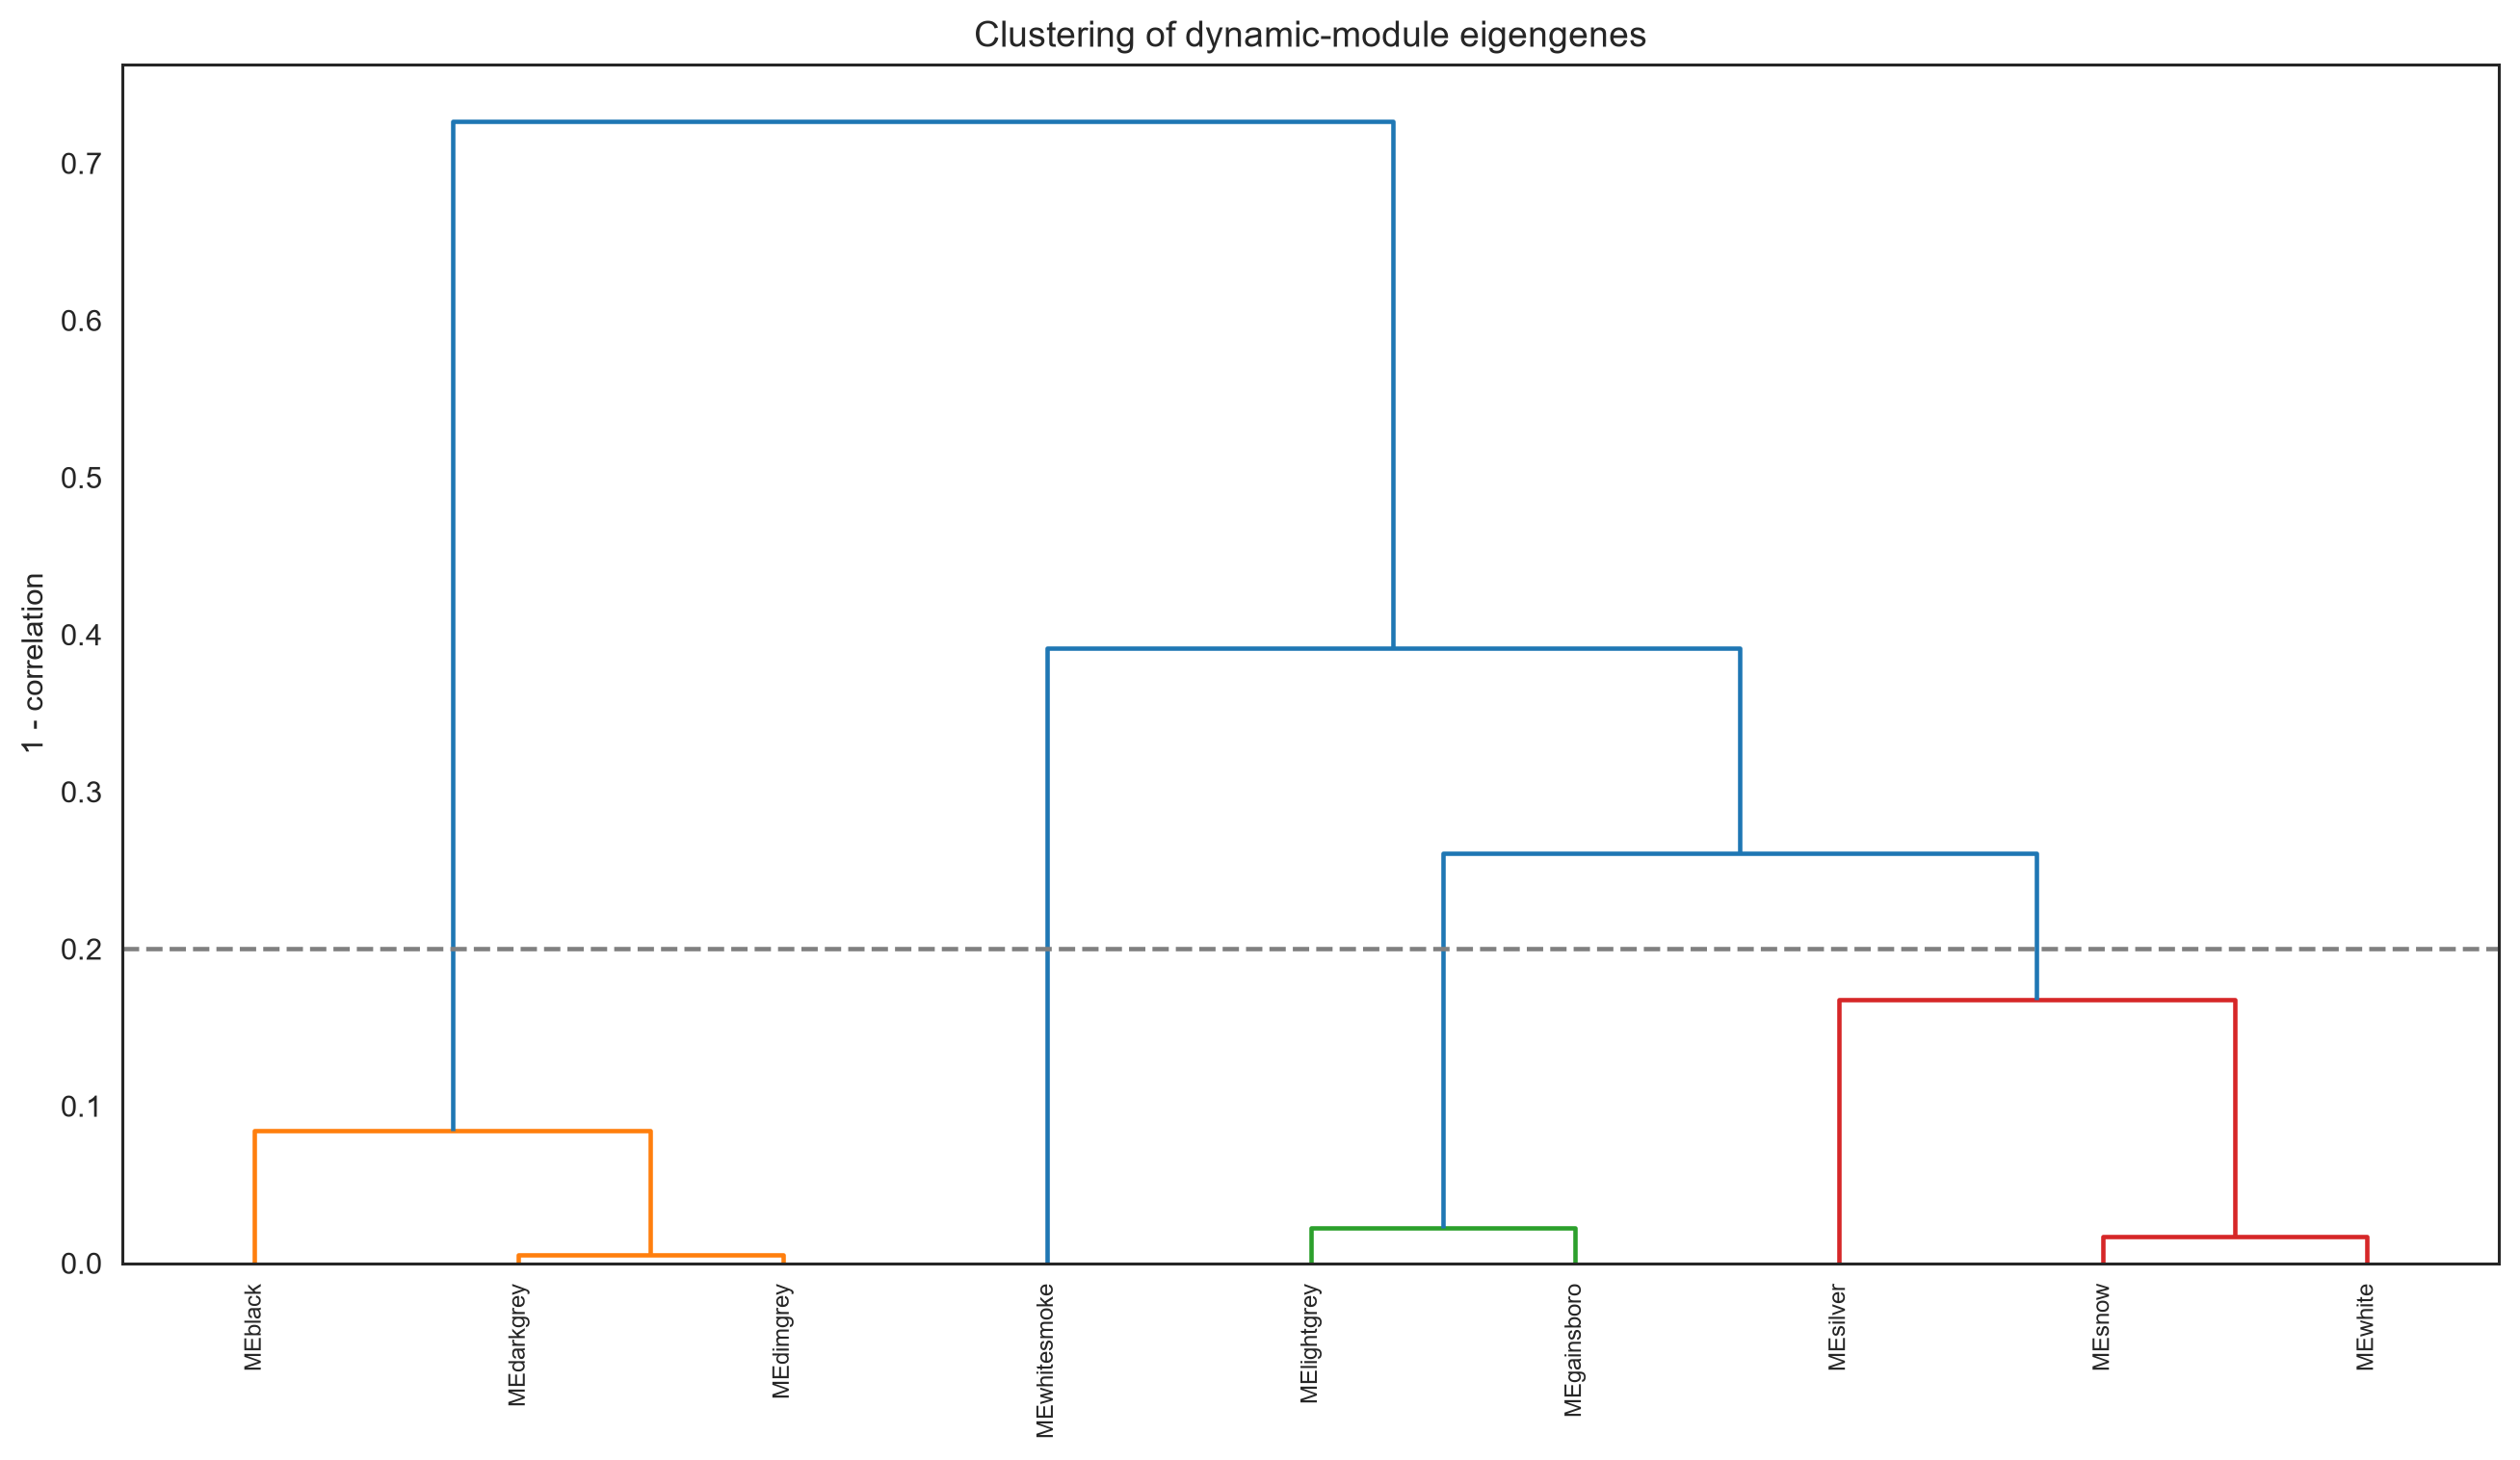 Clustering of dynamic-module eigengenes
1 - correlation
0.7
0.6
0.5
0.4
0.3
0.2
0.1
0.0
MEblack
MEdarkgrey
MEdimgrey
MEwhitesmoke
MElightgrey
MEgainsboro
MEsilver
MEsnow
MEwhite